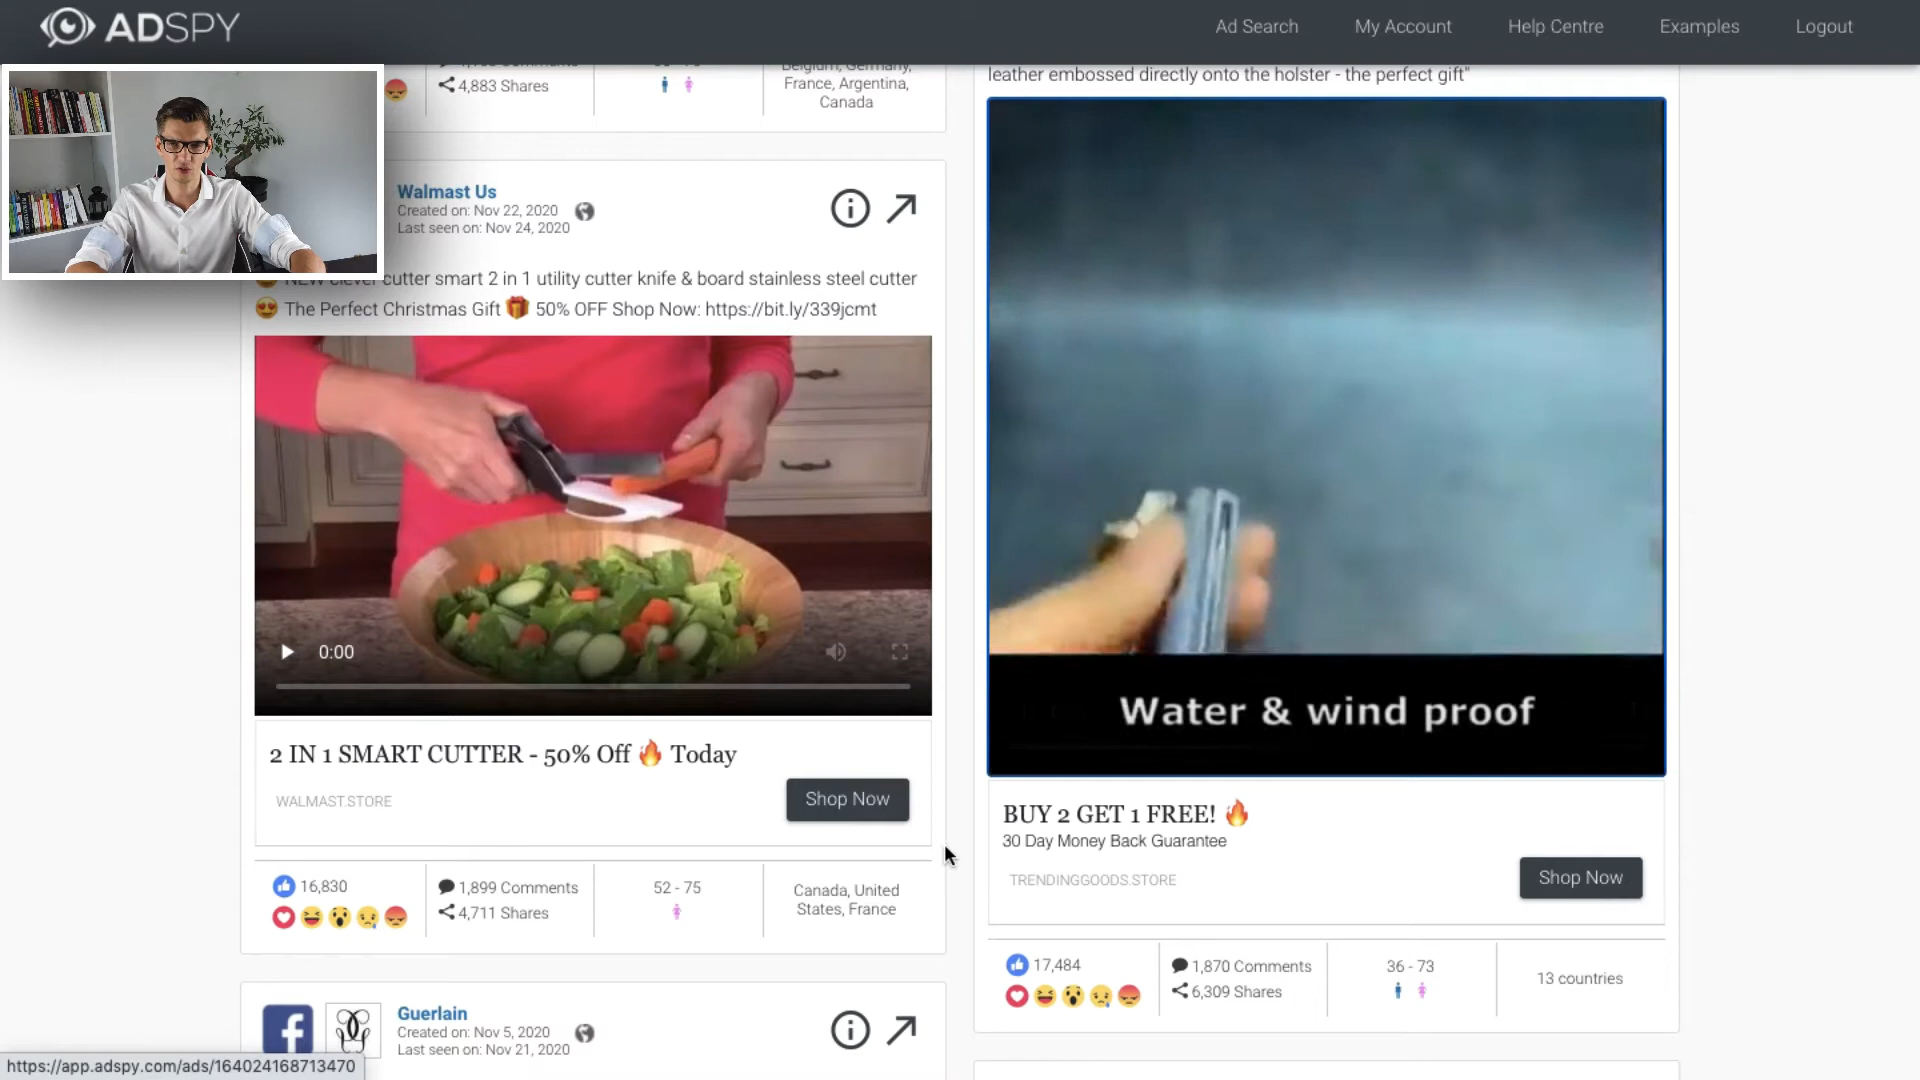 ADSPY
Ad Search
My Account
Help Centre
Examples
Logout
4,883 Shares
Belgium, Germany,
France, Argentina,
Canada
Walmast Us
Created on: Nov 22, 2020
Last seen on: Nov 24, 2020
NEW clever cutter smart 2 in 1 utility cutter knife & board stainless steel cutter
😍 The Perfect Christmas Gift 🎁 50% OFF Shop Now: https://bit.ly/339jcmt
0:00
2 IN 1 SMART CUTTER - 50% Off 🔥 Today
WALMAST.STORE
Shop Now
16,830
1,899 Comments
4,711 Shares
52 - 75
Canada, United
States, France
Guerlain
Created on: Nov 5, 2020
Last seen on: Nov 21, 2020
https://app.adspy.com/ads/164024168713470
leather embossed directly onto the holster - the perfect gift"
Water & wind proof
BUY 2 GET 1 FREE! 🔥
30 Day Money Back Guarantee
TRENDINGGOODS.STORE
Shop Now
17,484
1,870 Comments
6,309 Shares
36 - 73
13 countries